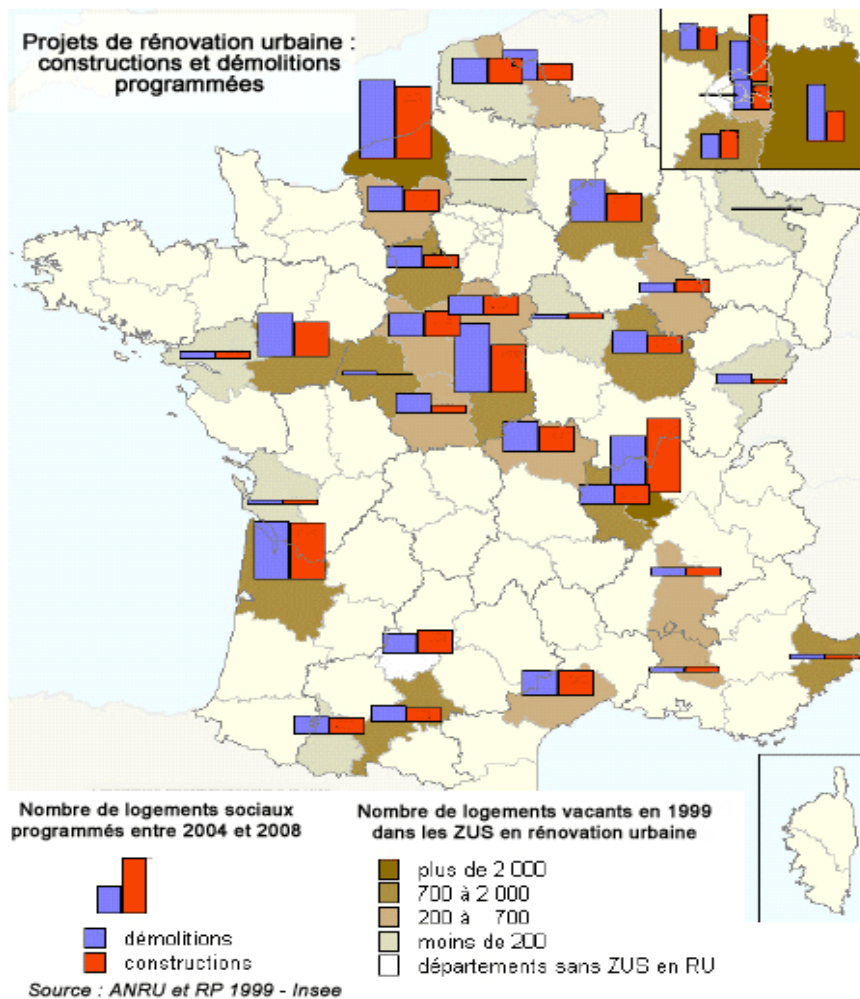 Projets de rénovation urbaine :
constructions et démolitions
programmées
Nombre de logements sociaux
programmés entre 2004 et 2008
démolitions
constructions
Source : ANRU et RP 1999 - Insee
Nombre de logements vacants en 1999
dans les ZUS en rénovation urbaine
plus de 2 000
700 à 2 000
200 à 700
moins de 200
départements sans ZUS en RU